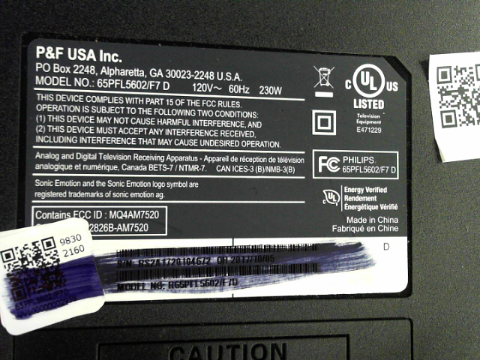 P&F USA Inc.
PO Box 2248, Alpharetta, GA 30023-2248 U.S.A.
MODEL NO.: 65PFL5602/F7 D 120V~ 60Hz 230W
THIS DEVICE COMPLIES WITH PART 15 OF THE FCC RULES.
OPERATION IS SUBJECT TO THE FOLLOWING TWO CONDITIONS:
(1) THIS DEVICE MAY NOT CAUSE HARMFUL INTERFERENCE, AND
(2) THIS DEVICE MUST ACCEPT ANY INTERFERENCE RECEIVED,
INCLUDING INTERFERENCE THAT MAY CAUSE UNDESIRED OPERATION.
Analog and Digital Television Receiving Apparatus - Appareil de réception de télévision
analogique et numérique, Canada BETS-7 / NTMR-7. CAN ICES-3 (B)/NMB-3(B)
Sonic Emotion and the Sonic Emotion logo symbol are
registered trademarks of sonic emotion ag.
Contains FCC ID : MQ4AM7520
2826B-AM7520
C UL US
LISTED
Television
Equipment
E471229
FC PHILIPS
65PFL5602/F7 D
Energy Verified
Rendement
Énergétique Vérifié
Made in China
Fabriqué en Chine
D
9830
2160
MODEL NO.
CAUTION